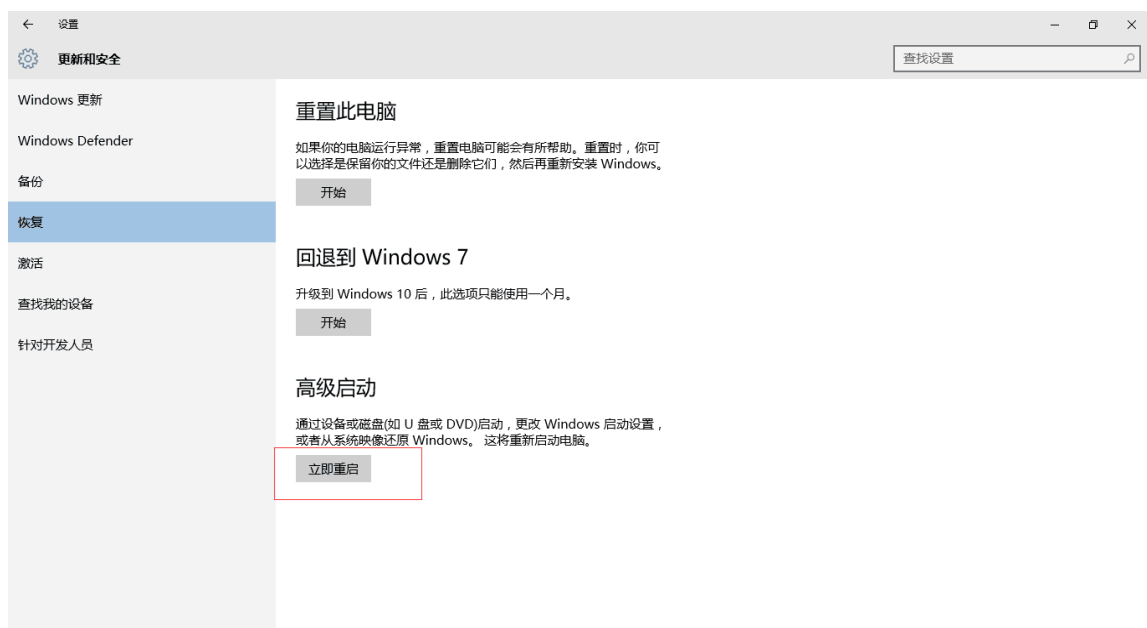 设置
更新和安全
查找设置
Windows 更新
Windows Defender
备份
恢复
激活
查找我的设备
针对开发人员
重置此电脑
如果你的电脑运行异常，重置电脑可能会有所帮助。重置时，你可
以选择是保留你的文件还是删除它们，然后再重新安装 Windows。
开始
回退到 Windows 7
升级到 Windows 10 后，此选项只能使用一个月。
开始
高级启动
通过设备或磁盘(如 U 盘或 DVD)启动，更改 Windows 启动设置，
或者从系统映像还原 Windows。 这将重新启动电脑。
立即重启